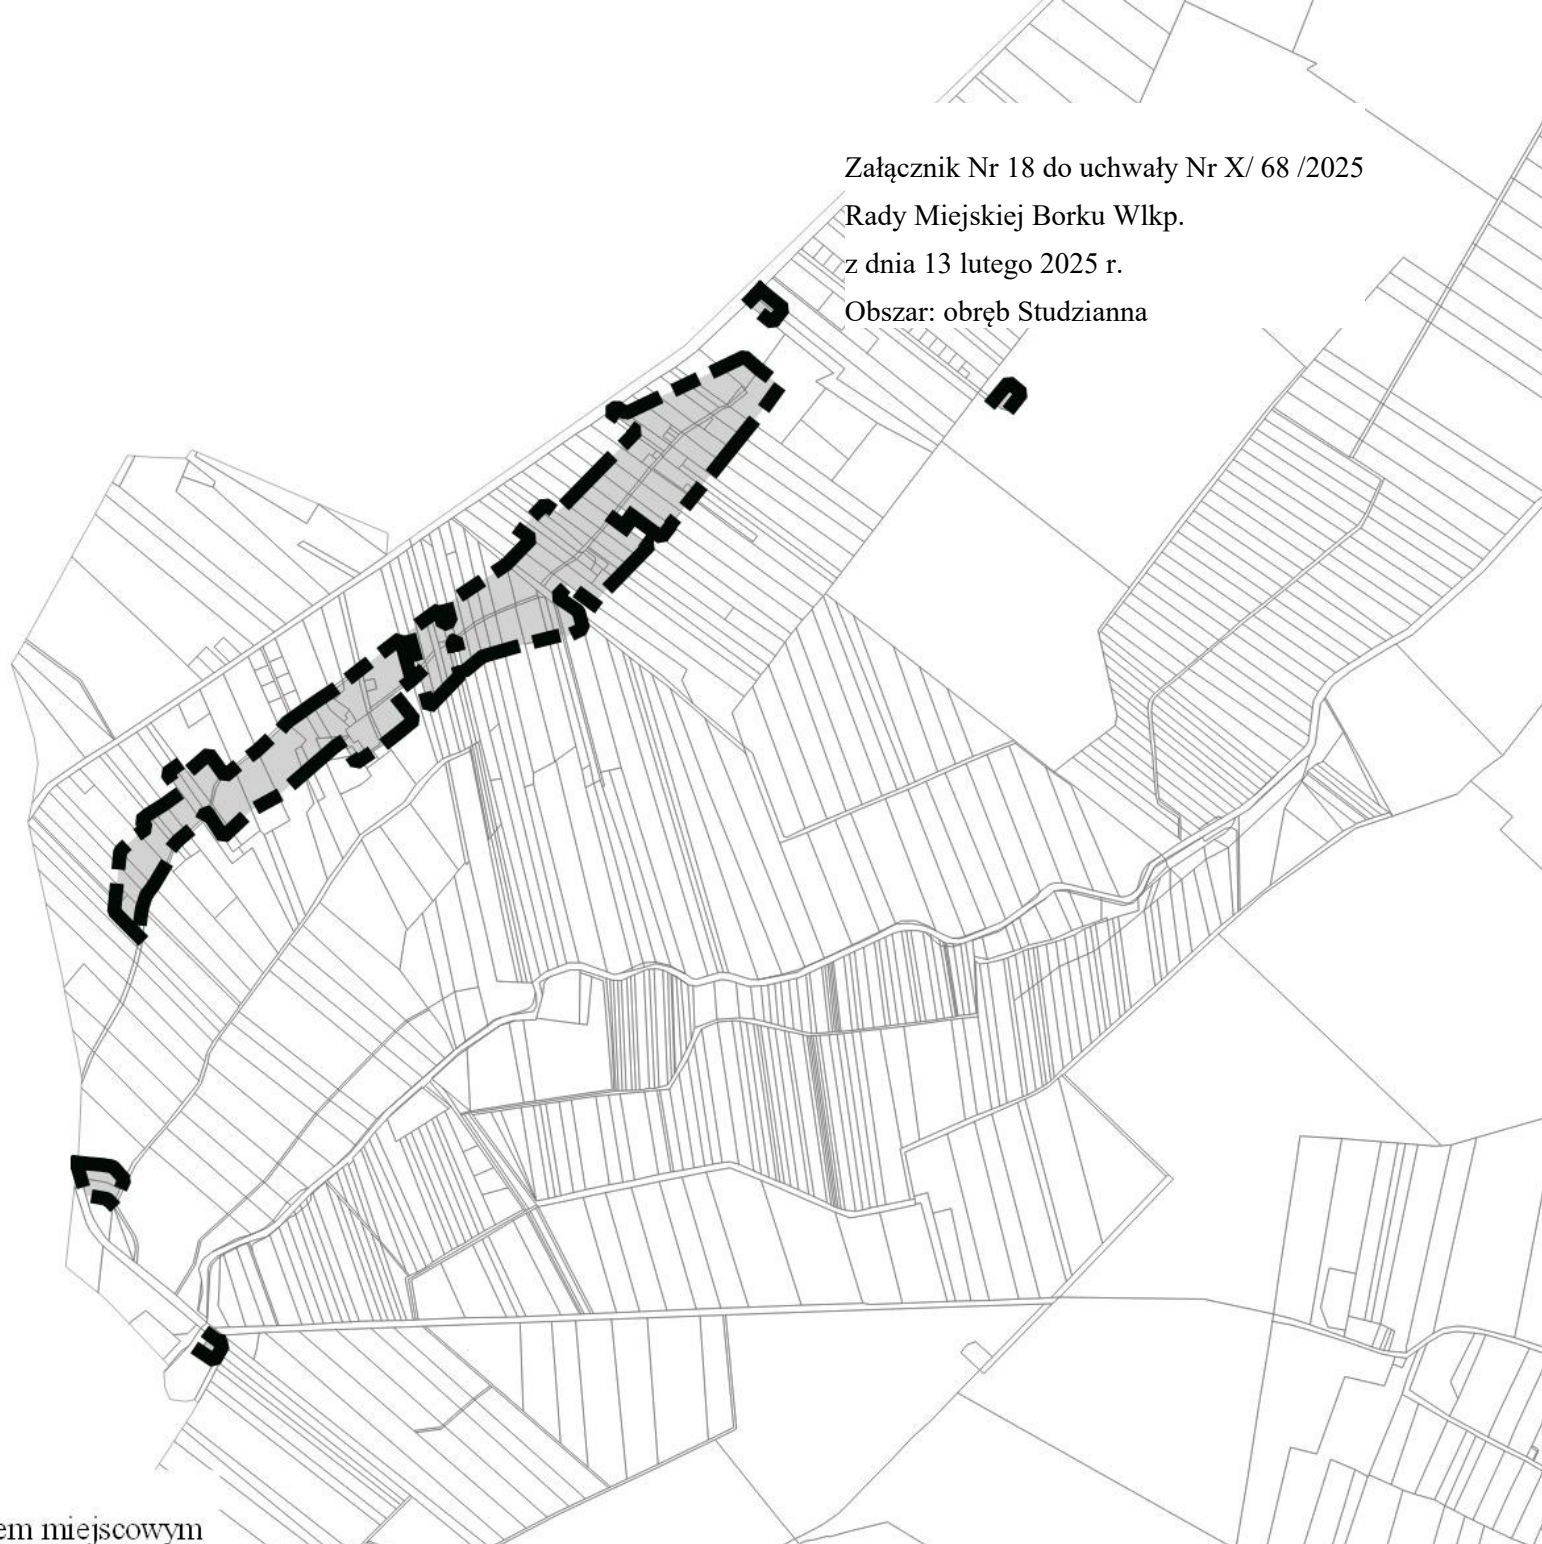 Załącznik Nr 18 do uchwały Nr X/ 68 /2025
Rady Miejskiej Borku Wlkp.
z dnia 13 lutego 2025 r.
Obszar: obręb Studzianna
em miejscowym